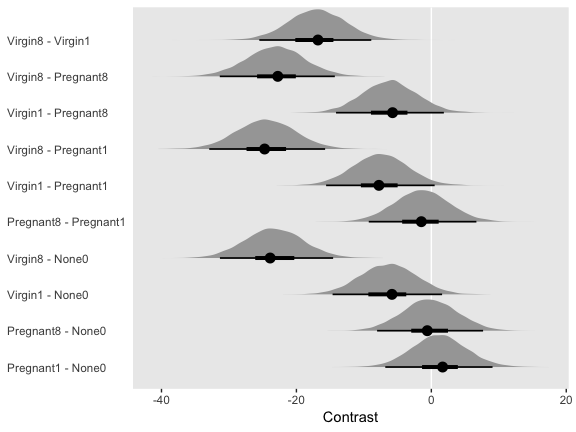 Virgin8 - Virgin1
Virgin8 - Pregnant8
Virgin1 - Pregnant8
Virgin8 - Pregnant1
Virgin1 - Pregnant1
Pregnant8 - Pregnant1
Virgin8 - None0
Virgin1 - None0
Pregnant8 - None0
Pregnant1 - None0
-40 -20 0 20
Contrast